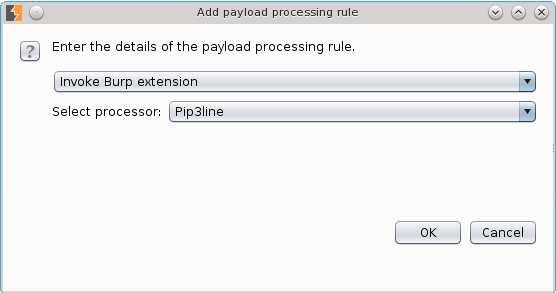 Add payload processing rule
Enter the details of the payload processing rule.
Invoke Burp extension
Select processor: Pip3line
OK Cancel